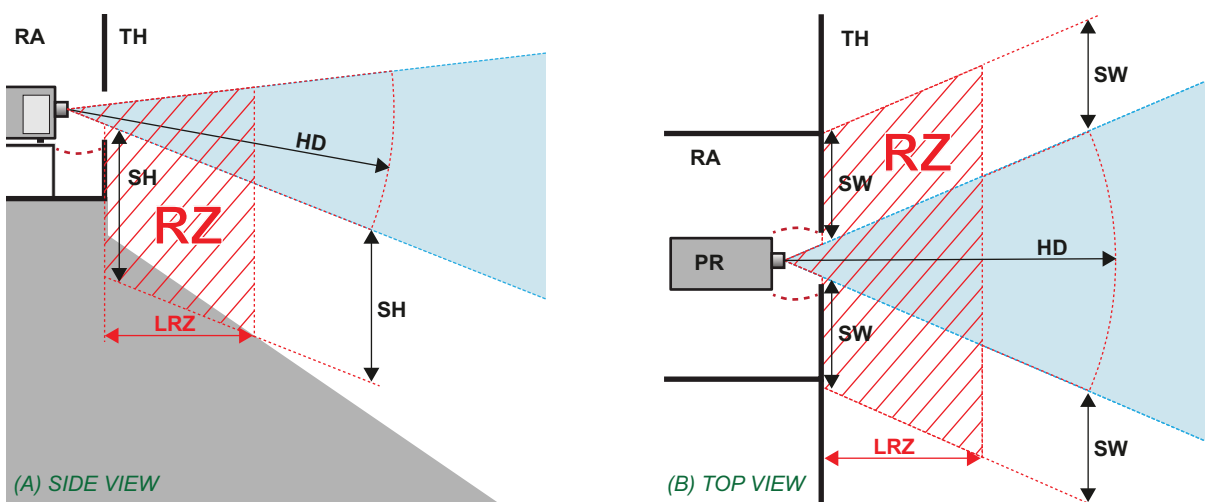 RA
TH
HD
SH
RZ
SH
LRZ
(A) SIDE VIEW
TH
SW
RZ
RA
SW
PR
HD
SW
LRZ
SW
(B) TOP VIEW